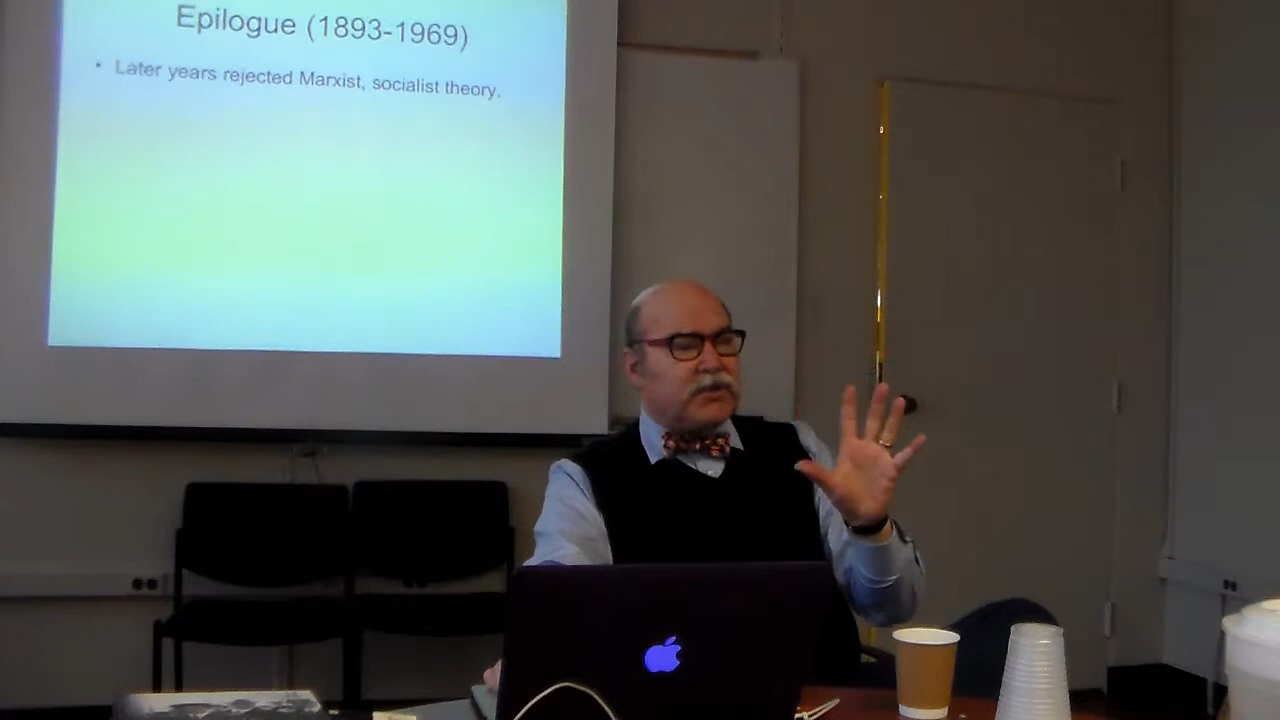 Epilogue (1893-1969)
• Later years rejected Marxist, socialist theory.